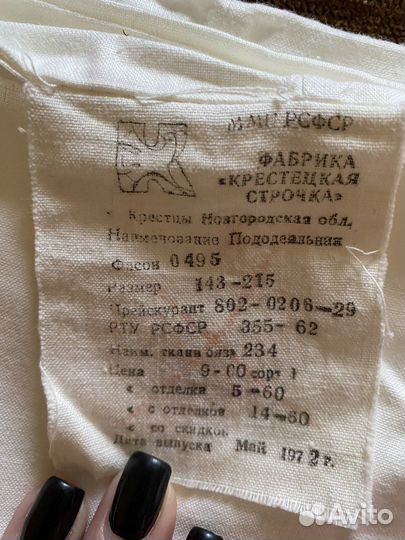 ММП РСФСР
ФАБРИКА
«КРЕСТЕЦКАЯ
СТРОЧКА»
Крестцы Новгородская обл.
Наименование Пододеяльник
Фасон 0495
Размер 143-215
Прейскурант 802-0206-29
РТУ РСФСР 355-62
Наим. ткани бязь 234
Цена 9-00 сорт 1
« отделки 5-60
« с отделкой 14-60
« со скидкой
Дата выпуска Май 1972 г.
Avito